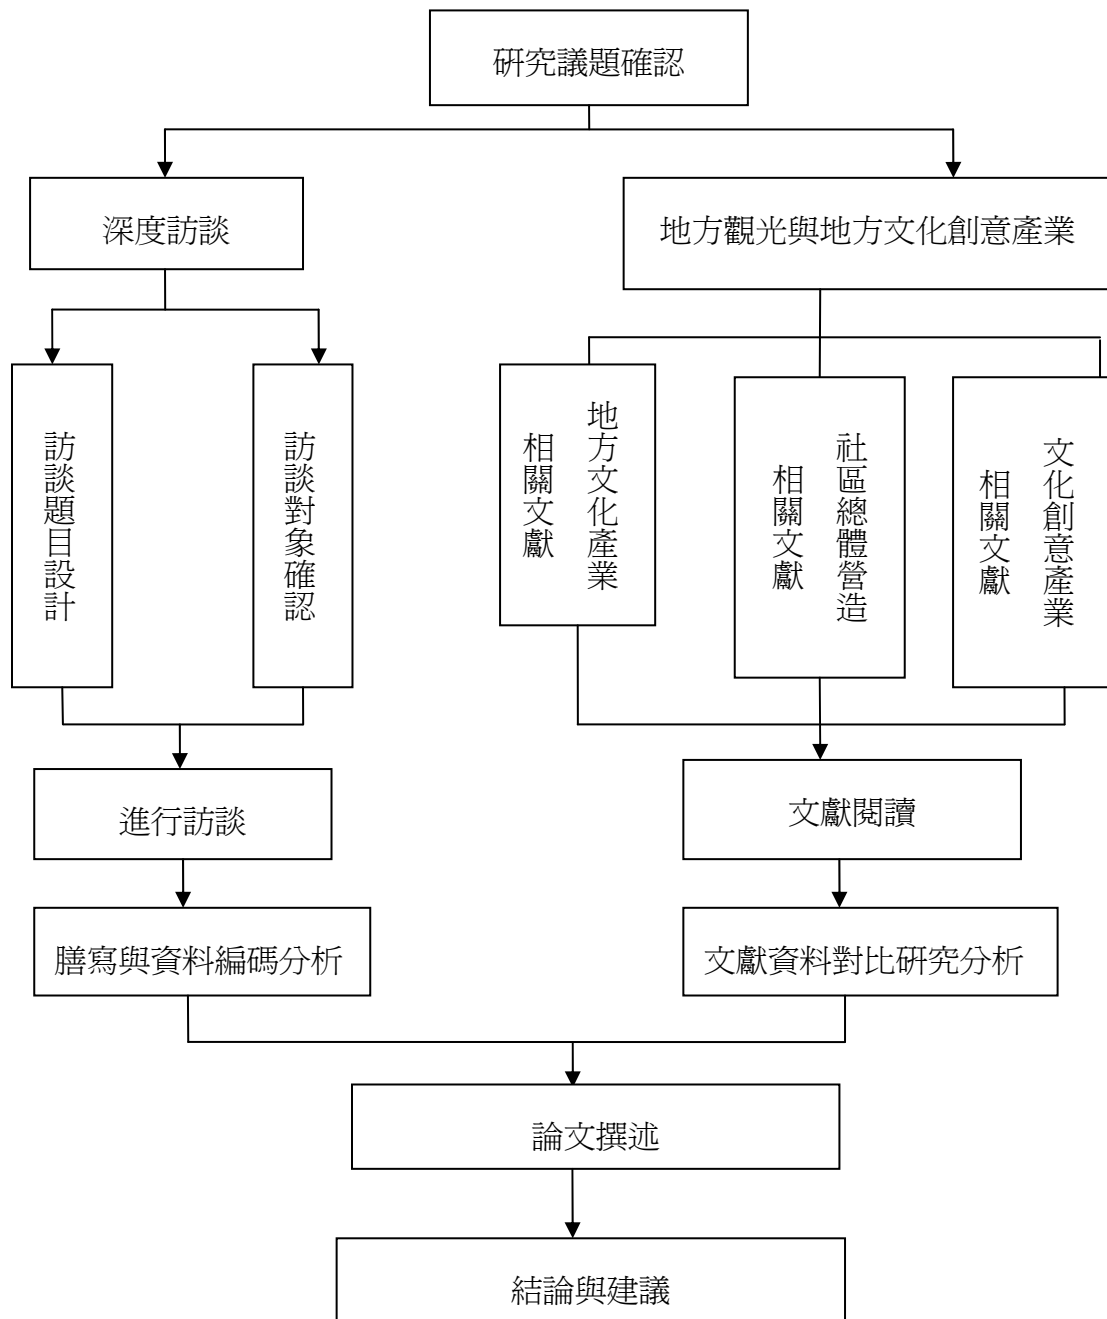 研究議題確認
深度訪談
地方觀光與地方文化創意產業
訪談題目設計
訪談對象確認
地方文化產業
相關文獻
社區總體營造
相關文獻
文化創意產業
相關文獻
進行訪談
文獻閱讀
謄寫與資料編碼分析
文獻資料對比研究分析
論文撰述
結論與建議